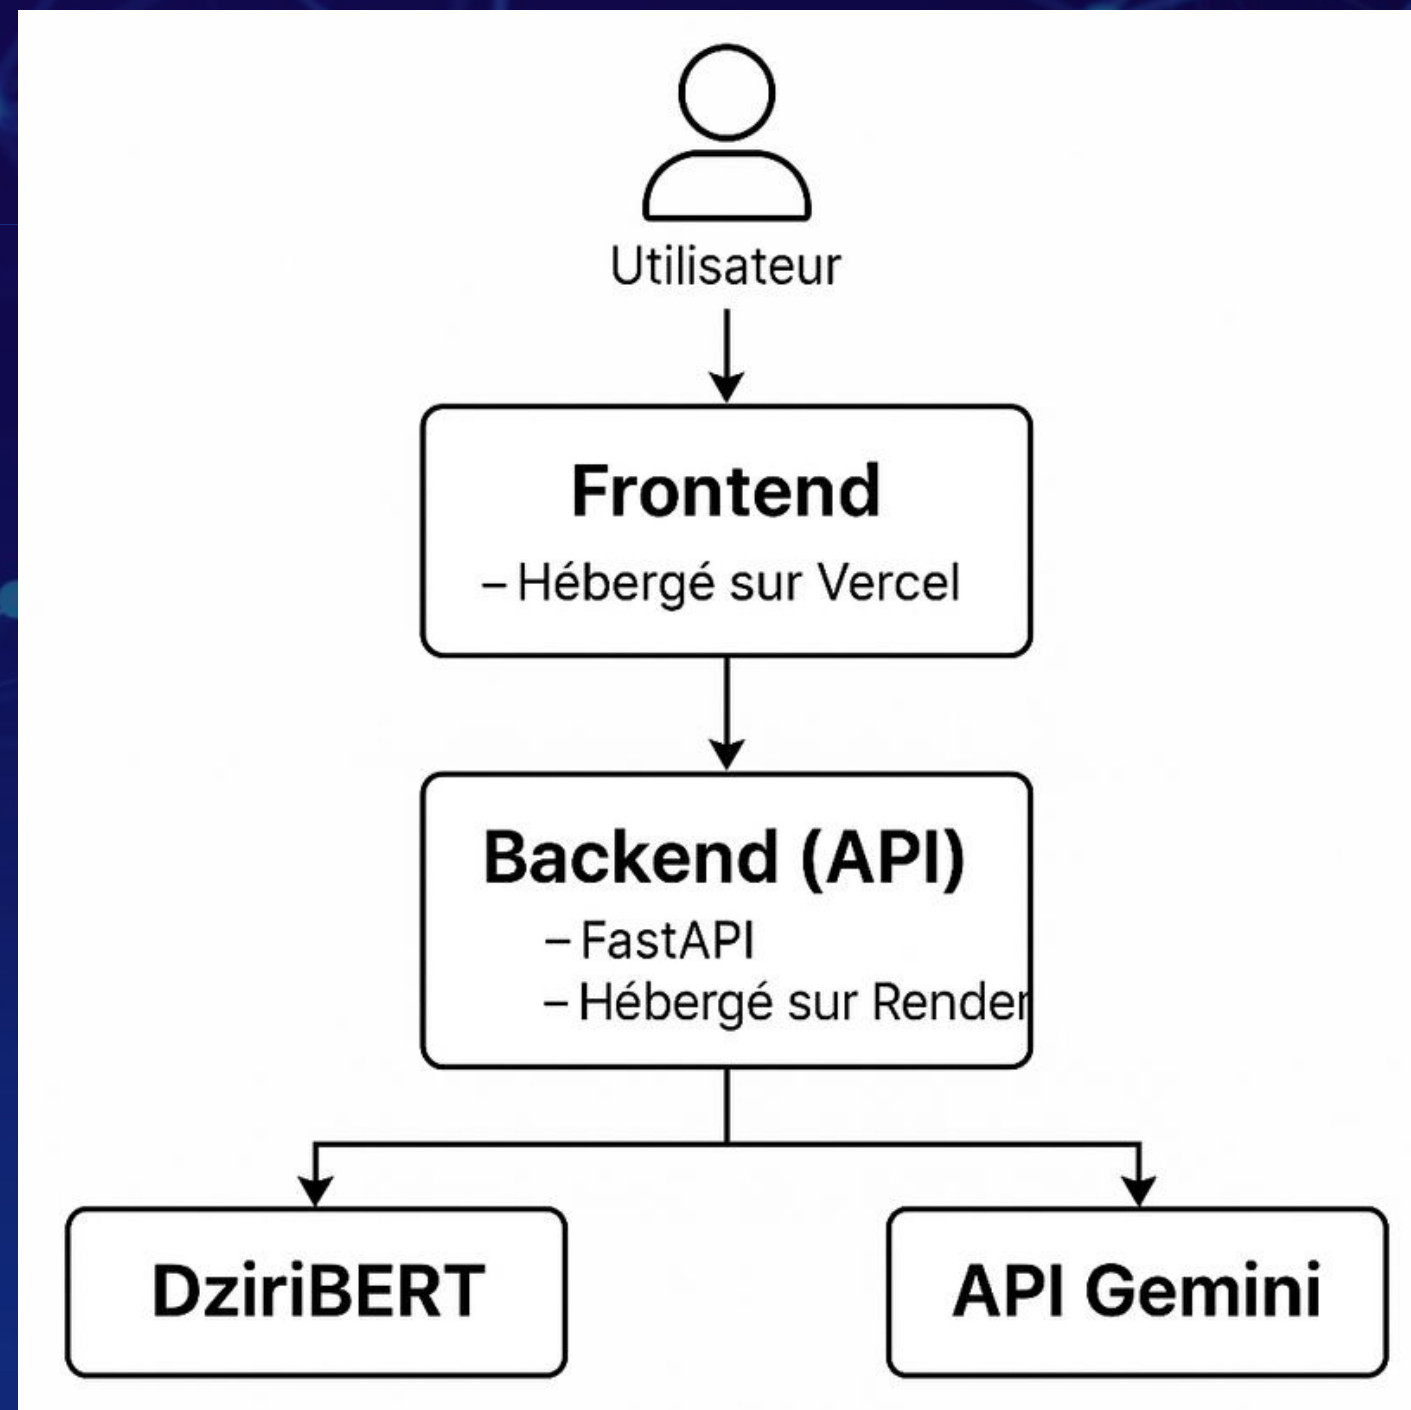 Utilisateur
Frontend
– Hébergé sur Vercel
Backend (API)
– FastAPI
– Hébergé sur Render
DziriBERT
API Gemini